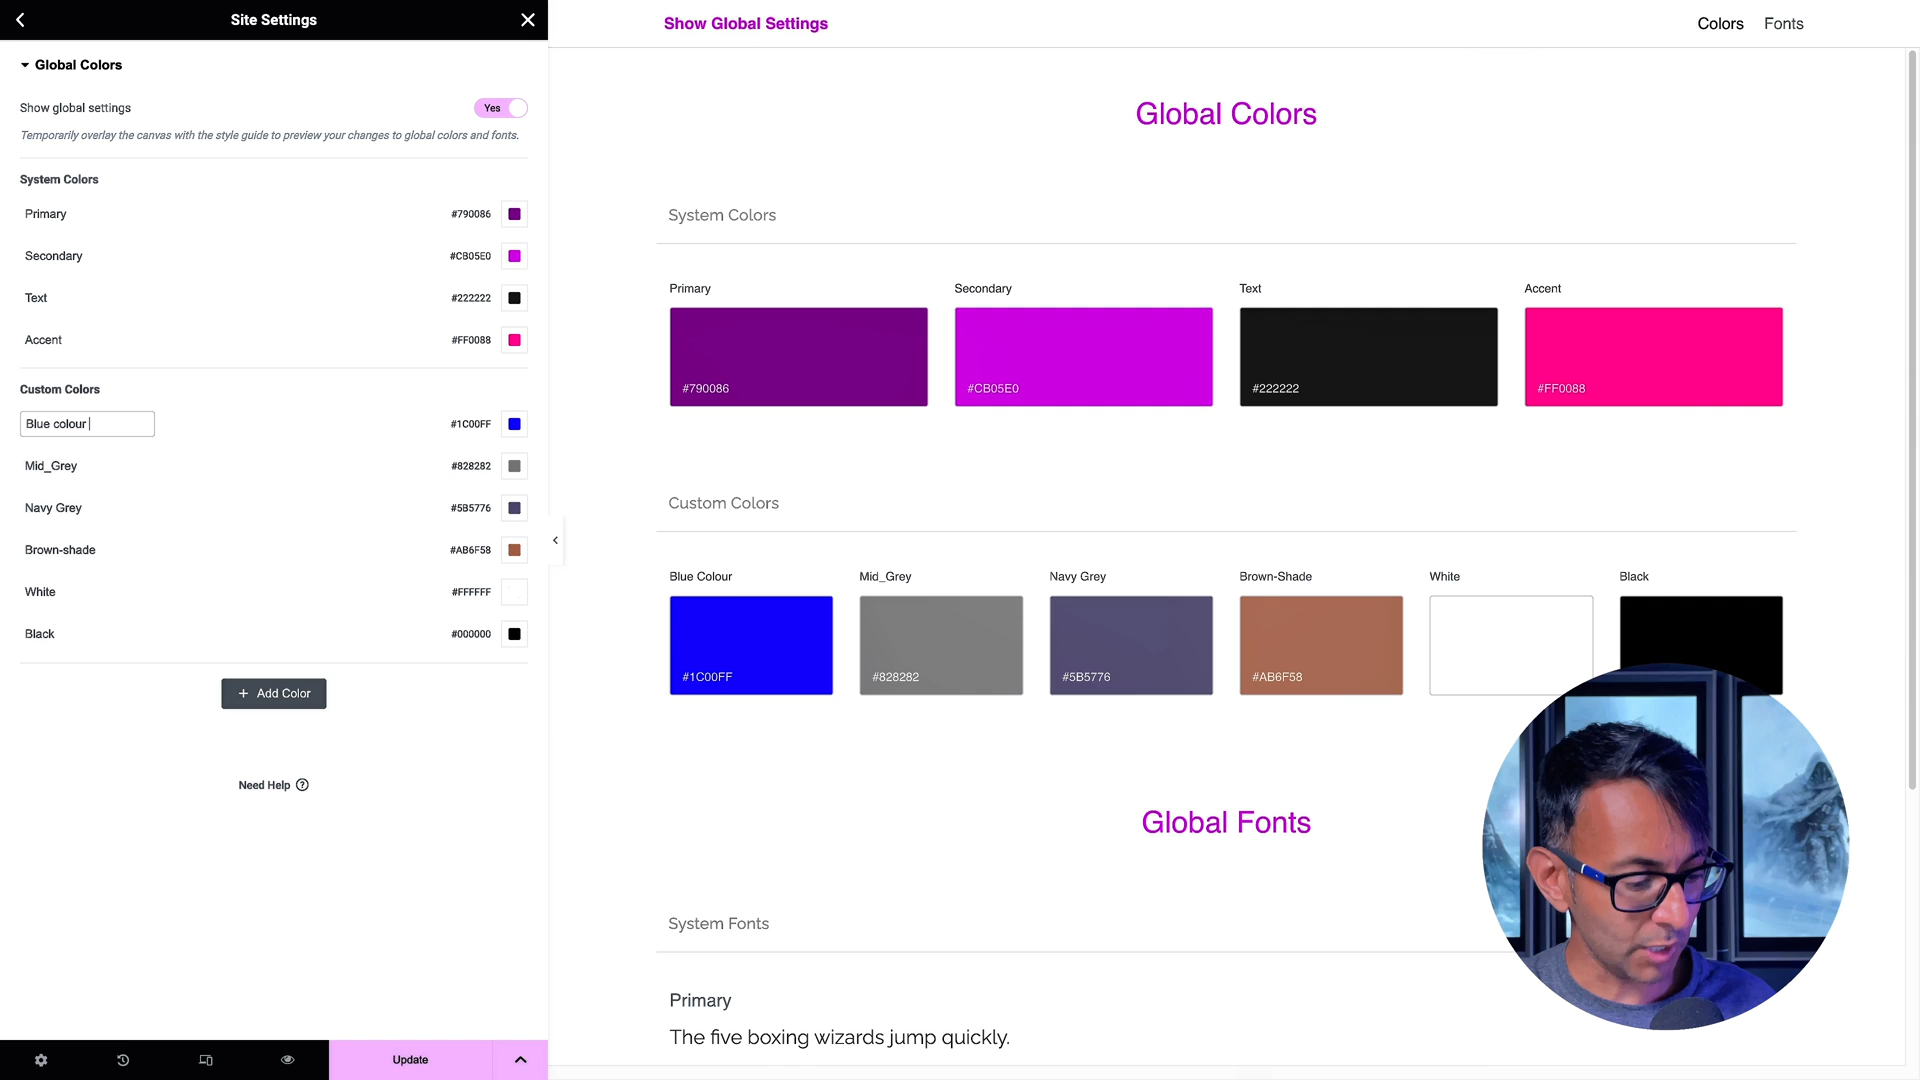 Site Settings
Global Colors
Show global settings
Yes
Temporarily overlay the canvas with the style guide to preview your changes to global colors and fonts.
System Colors
Primary #790086
Secondary #CB05E0
Text #222222
Accent #FF0088
Custom Colors
Blue colour #1C00FF
Mid_Grey #828282
Navy Grey #5B5776
Brown-shade #AB6F58
White #FFFFFF
Black #000000
+ Add Color
Need Help ?
Update
Show Global Settings
Colors Fonts
Global Colors
System Colors
Primary Secondary Text Accent
#790086 #CB05E0 #222222 #FF0088
Custom Colors
Blue Colour Mid_Grey Navy Grey Brown-Shade White Black
#1C00FF #828282 #5B5776 #AB6F58
Global Fonts
System Fonts
Primary
The five boxing wizards jump quickly.